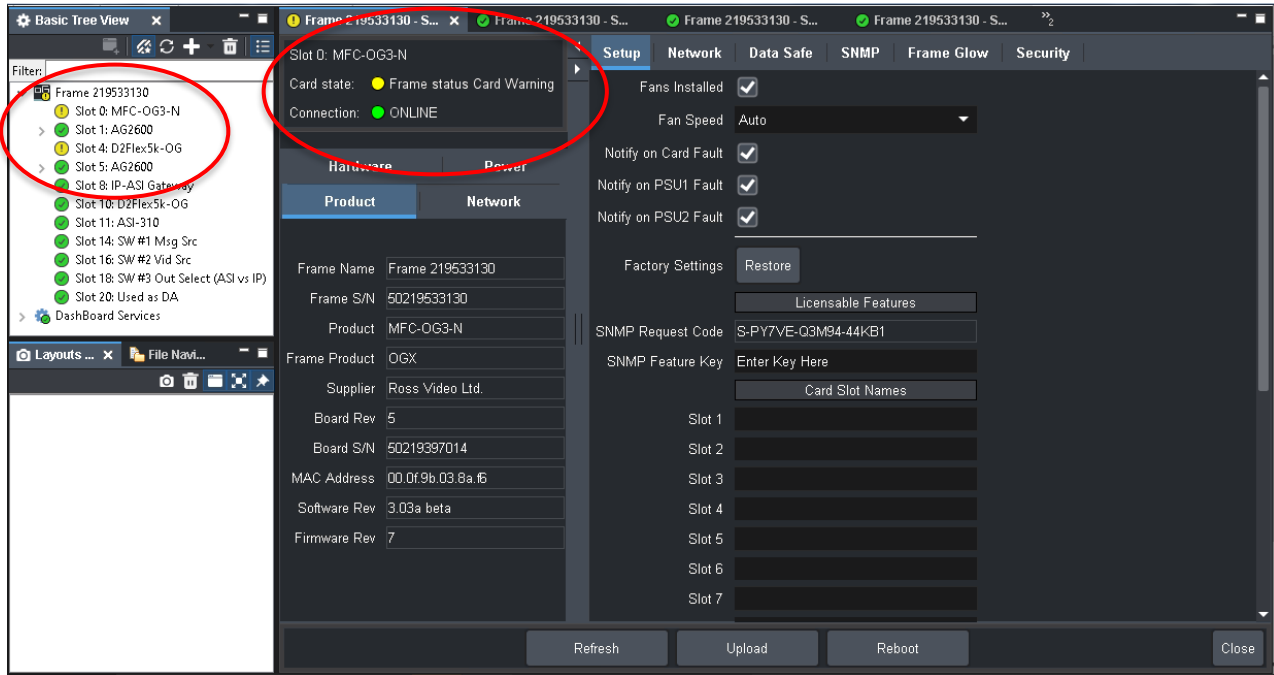 Basic Tree View
Filter:
Frame 219533130
Slot 0: MFC-OG3-N
Slot 1: AG2600
Slot 4: D2Flex5k-OG
Slot 5: AG2600
Slot 8: IP-ASI Gateway
Slot 10: D2Flex5k-OG
Slot 11: ASI-310
Slot 14: SW #1 Msg Src
Slot 16: SW #2 Vid Src
Slot 18: SW #3 Out Select (ASI vs IP)
Slot 20: Used as DA
DashBoard Services
Layouts ...
File Navi...
Frame 219533130 - S...
Frame 219533130 - S...
Frame 219533130 - S...
Frame 219533130 - S...
»2
Slot 0: MFC-OG3-N
Card state: Frame status Card Warning
Connection: ONLINE
Hardware Power
Product Network
Frame Name Frame 219533130
Frame S/N 50219533130
Product MFC-OG3-N
Frame Product OGX
Supplier Ross Video Ltd.
Board Rev 5
Board S/N 50219397014
MAC Address 00.0f.9b.03.8a.f6
Software Rev 3.03a beta
Firmware Rev 7
Setup Network Data Safe SNMP Frame Glow Security
Fans Installed
Fan Speed Auto
Notify on Card Fault
Notify on PSU1 Fault
Notify on PSU2 Fault
Factory Settings Restore
Licensable Features
SNMP Request Code S-PY7VE-Q3M94-44KB1
SNMP Feature Key Enter Key Here
Card Slot Names
Slot 1
Slot 2
Slot 3
Slot 4
Slot 5
Slot 6
Slot 7
Refresh Upload Reboot Close